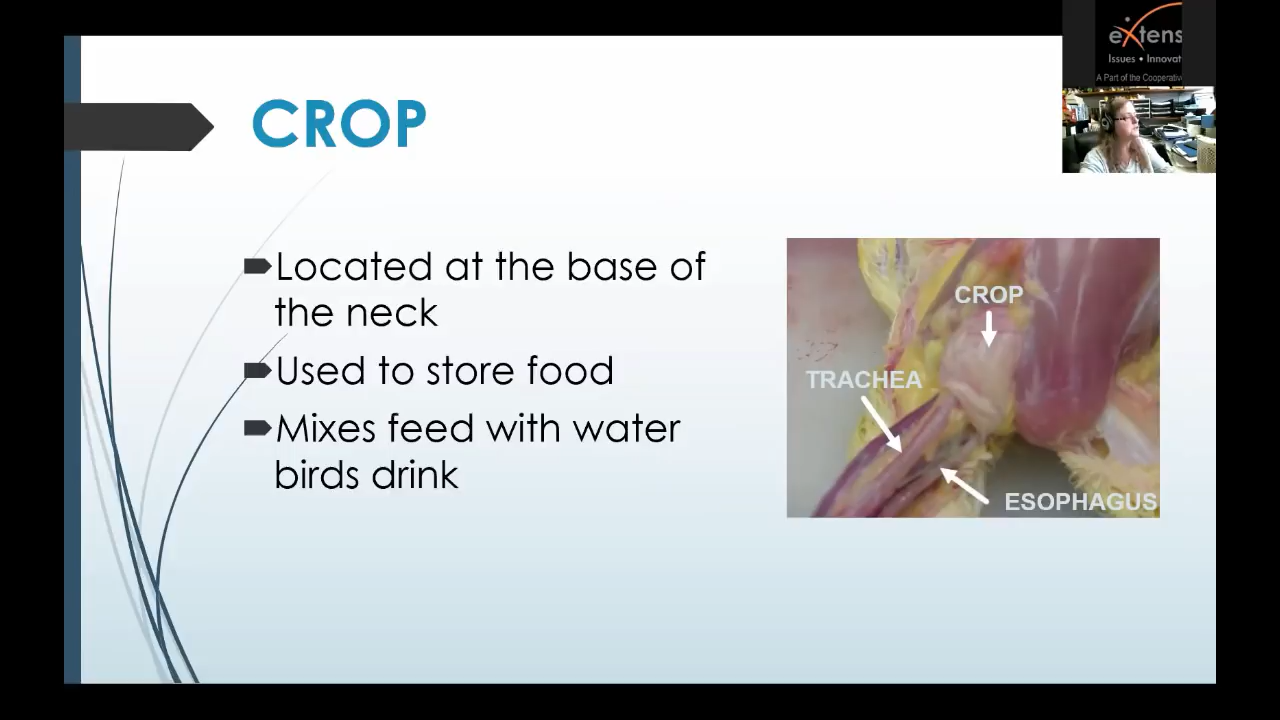 eXtens
Issues • Innovat
A Part of the Cooperativ
CROP
Located at the base of
the neck
Used to store food
Mixes feed with water
birds drink
CROP
TRACHEA
ESOPHAGUS